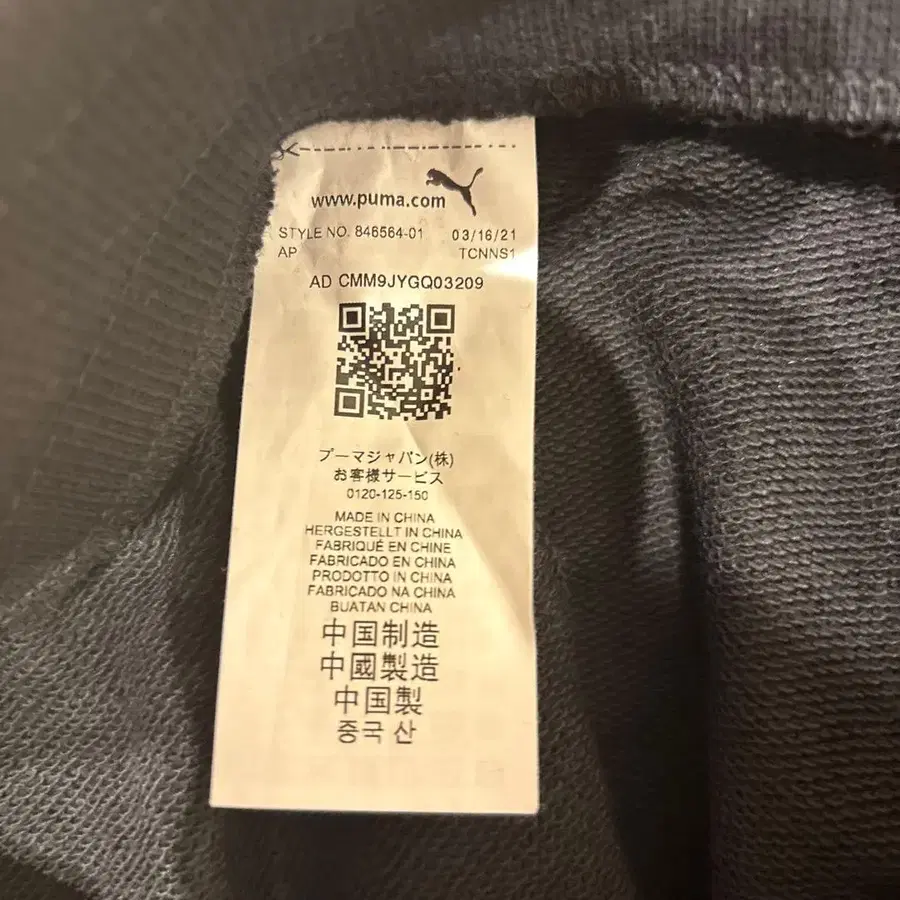 www.puma.com
STYLE NO. 846564-01 03/16/21
AP TCNNS1
AD CMM9JYGQ03209
プーマジャパン(株)
お客様サービス
0120-125-150
MADE IN CHINA
HERGESTELLT IN CHINA
FABRIQUÉ EN CHINE
FABRICADO EN CHINA
PRODOTTO IN CHINA
FABRICADO NA CHINA
BUATAN CHINA
中国制造
中國製造
中国製
중국 산